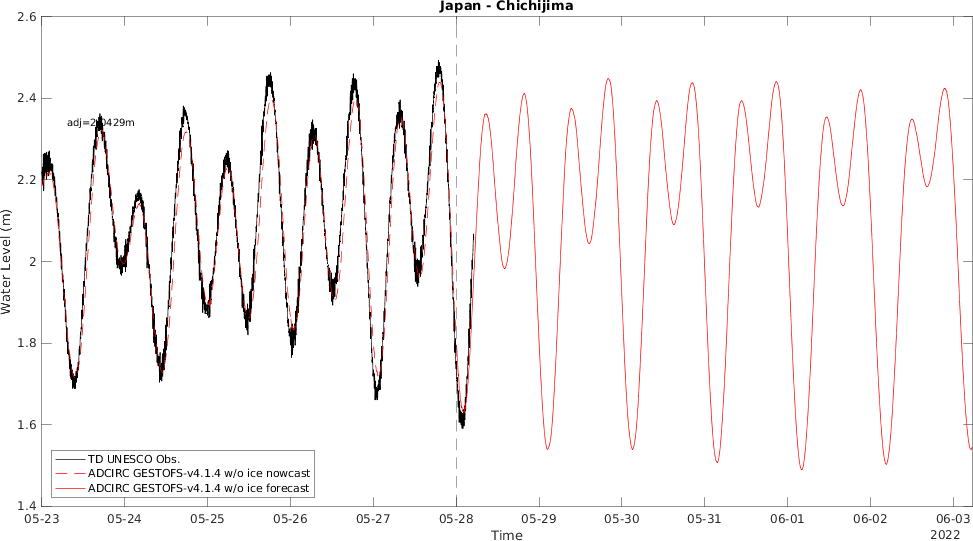 Japan - Chichijima
2.6
2.4
2.2
2
1.8
1.6
1.4
Water Level (m)
adj=2.0429m
TD UNESCO Obs.
ADCIRC GESTOFS-v4.1.4 w/o ice nowcast
ADCIRC GESTOFS-v4.1.4 w/o ice forecast
05-23 05-24 05-25 05-26 05-27 05-28 05-29 05-30 05-31 06-01 06-02 06-03
Time
2022